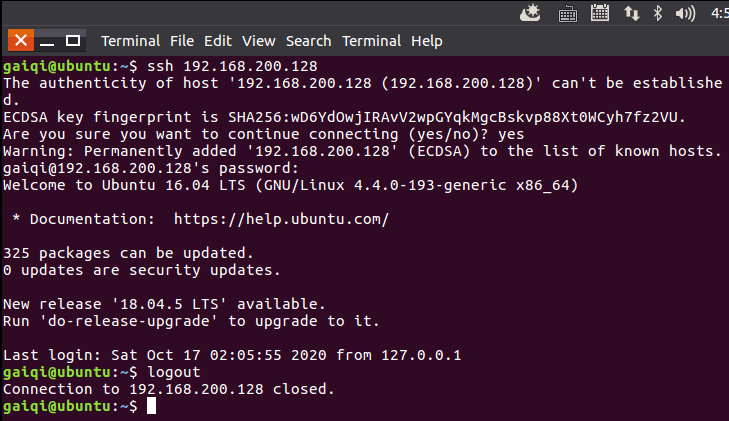 4:5
Terminal File Edit View Search Terminal Help
gaiqi@ubuntu:~$ ssh 192.168.200.128
The authenticity of host '192.168.200.128 (192.168.200.128)' can't be establishe
d.
ECDSA key fingerprint is SHA256:wD6YdOwjIRAvV2wpGYqkMgcBskvp88Xt0WCyh7fz2VU.
Are you sure you want to continue connecting (yes/no)? yes
Warning: Permanently added '192.168.200.128' (ECDSA) to the list of known hosts.
gaiqi@192.168.200.128's password:
Welcome to Ubuntu 16.04 LTS (GNU/Linux 4.4.0-193-generic x86_64)
* Documentation:  https://help.ubuntu.com/
325 packages can be updated.
0 updates are security updates.
New release '18.04.5 LTS' available.
Run 'do-release-upgrade' to upgrade to it.
Last login: Sat Oct 17 02:05:55 2020 from 127.0.0.1
gaiqi@ubuntu:~$ logout
Connection to 192.168.200.128 closed.
gaiqi@ubuntu:~$